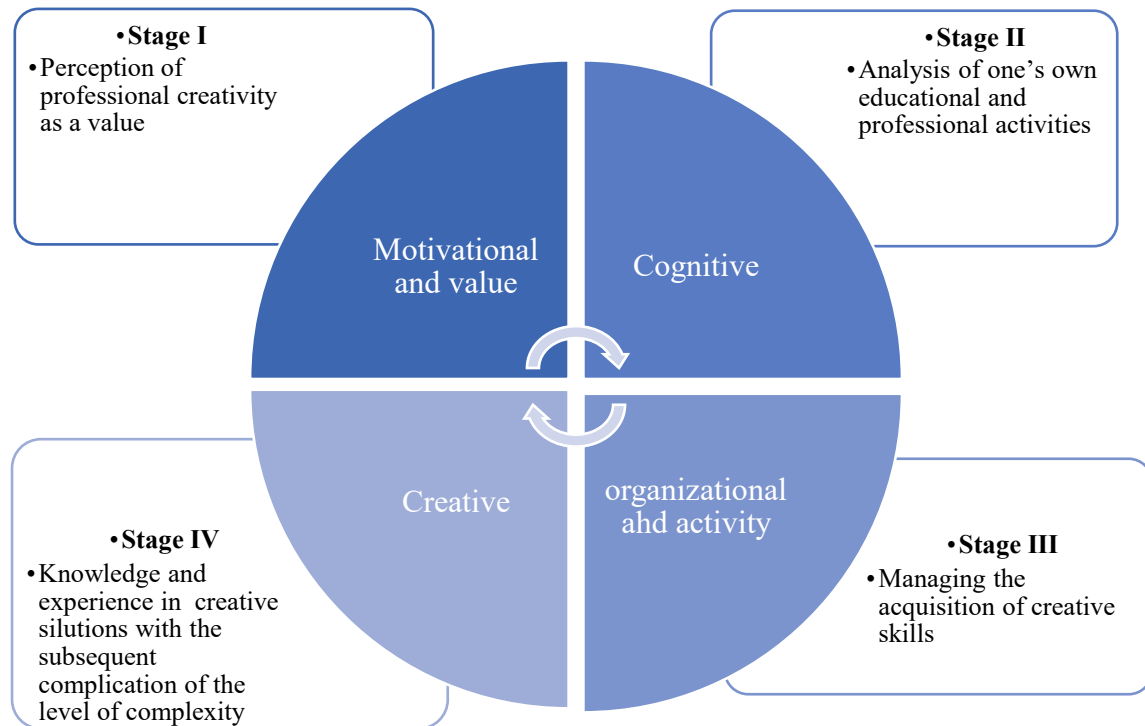 •Stage I
•Perception of
professional creativity
as a value
•Stage II
•Analysis of one’s own
educational and
professional activities
Motivational
and value
Cognitive
Creative
organizational
ahd activity
•Stage IV
•Knowledge and
experience in creative
silutions with the
subsequent
complication of the
level of complexity
•Stage III
•Managing the
acquisition of creative
skills